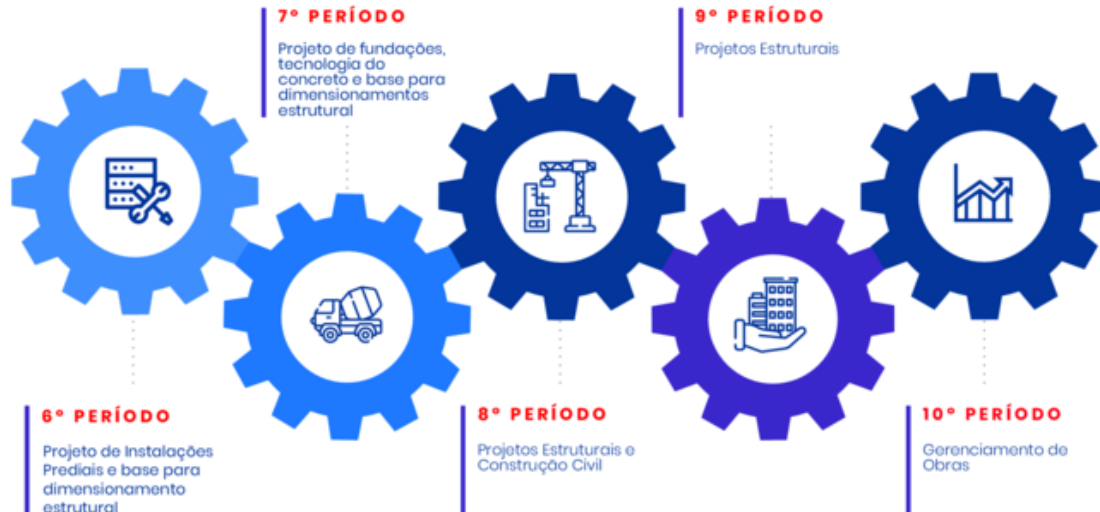 7º PERÍODO
Projeto de fundações,
tecnologia do
concreto e base para
dimensionamentos
estrutural
9º PERÍODO
Projetos Estruturais
6º PERÍODO
Projeto de Instalações
Prediais e base para
dimensionamento
estrutural
8º PERÍODO
Projetos Estruturais e
Construção Civil
10º PERÍODO
Gerenciamento de
Obras